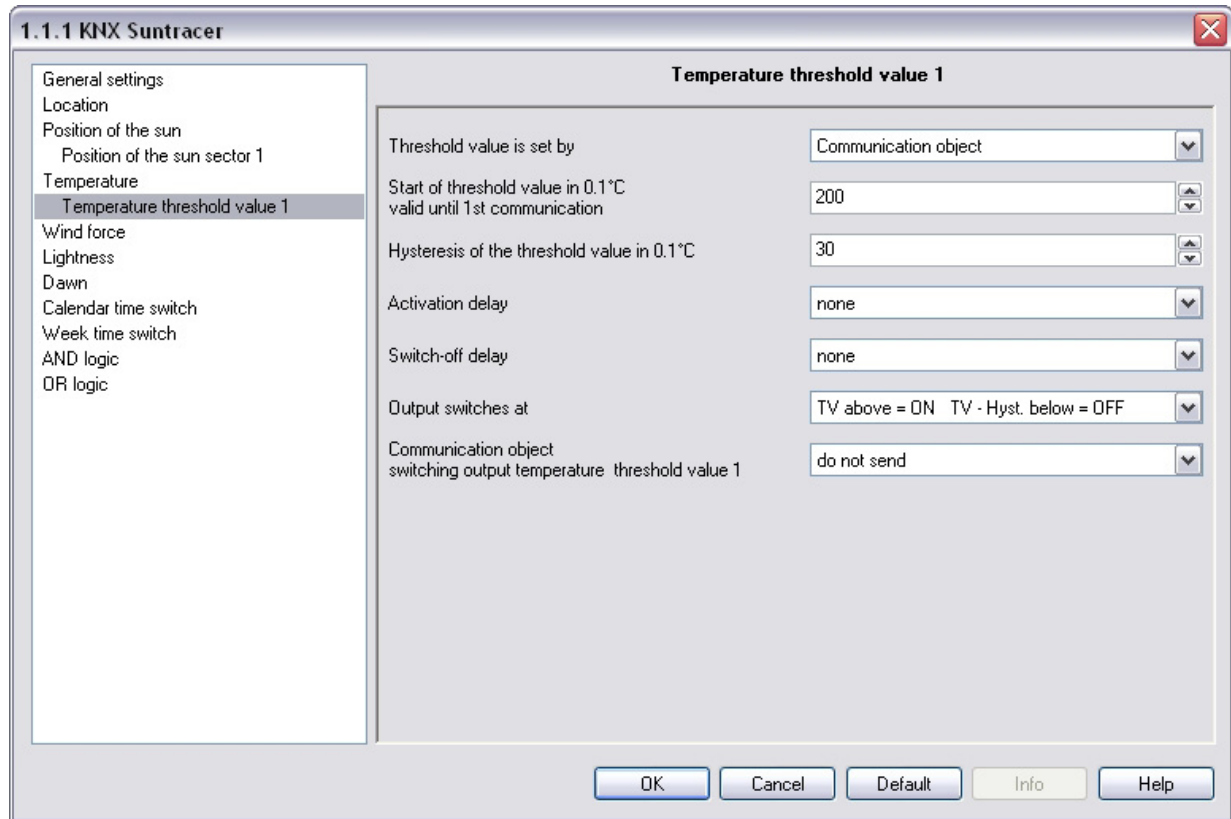 1.1.1 KNX Suntracer
General settings
Location
Position of the sun
Position of the sun sector 1
Temperature
Temperature threshold value 1
Wind force
Lightness
Dawn
Calendar time switch
Week time switch
AND logic
OR logic
Temperature threshold value 1
Threshold value is set by
Communication object
Start of threshold value in 0.1°C
valid until 1st communication
200
Hysteresis of the threshold value in 0.1°C
30
Activation delay
none
Switch-off delay
none
Output switches at
TV above = ON TV - Hyst. below = OFF
Communication object
switching output temperature threshold value 1
do not send
OK
Cancel
Default
Info
Help